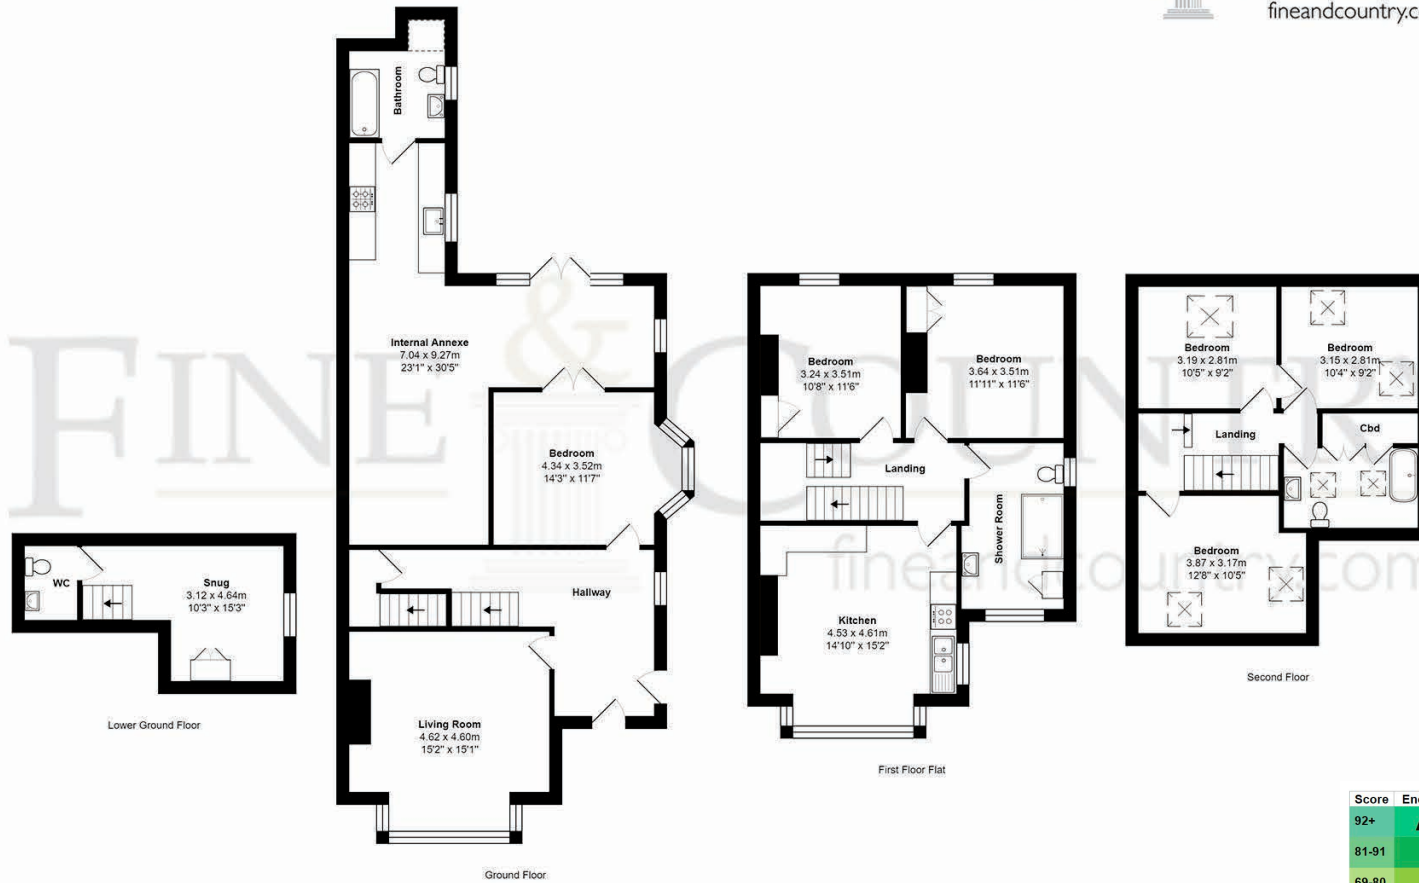 fineandcountry.c
Bathroom
Internal Annexe
7.04 x 9.27m
23'1" x 30'5"
Bedroom
4.34 x 3.52m
14'3" x 11'7"
Hallway
Living Room
4.62 x 4.60m
15'2" x 15'1"
Ground Floor
WC
Snug
3.12 x 4.64m
10'3" x 15'3"
Lower Ground Floor
Bedroom
3.24 x 3.51m
10'8" x 11'6"
Bedroom
3.64 x 3.51m
11'11" x 11'6"
Landing
Shower Room
Kitchen
4.53 x 4.61m
14'10" x 15'2"
First Floor Flat
Bedroom
3.19 x 2.81m
10'5" x 9'2"
Bedroom
3.15 x 2.81m
10'4" x 9'2"
Landing
Cbd
Bedroom
3.87 x 3.17m
12'8" x 10'5"
Second Floor
FINE & COUNTR
fineandcountry.com
Score Ene
92+
81-91
69-80